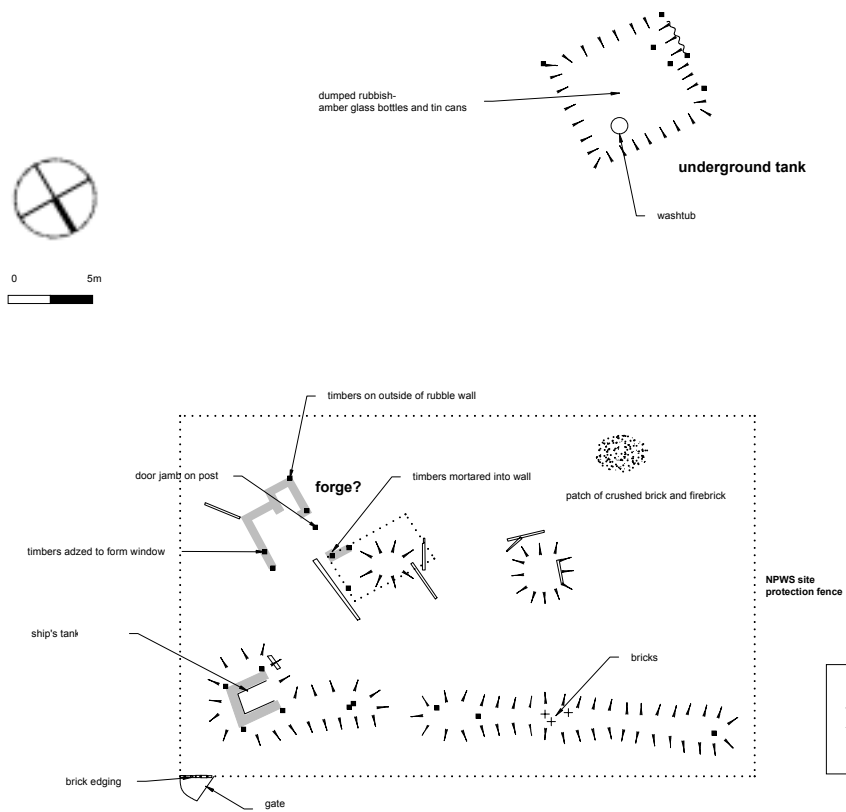 dumped rubbish-
amber glass bottles and tin cans
underground tank
washtub
0 5m
timbers on outside of rubble wall
door jamb on post
forge?
timbers mortared into wall
patch of crushed brick and firebrick
timbers adzed to form window
NPWS site
protection fence
ship's tank
bricks
brick edging
gate